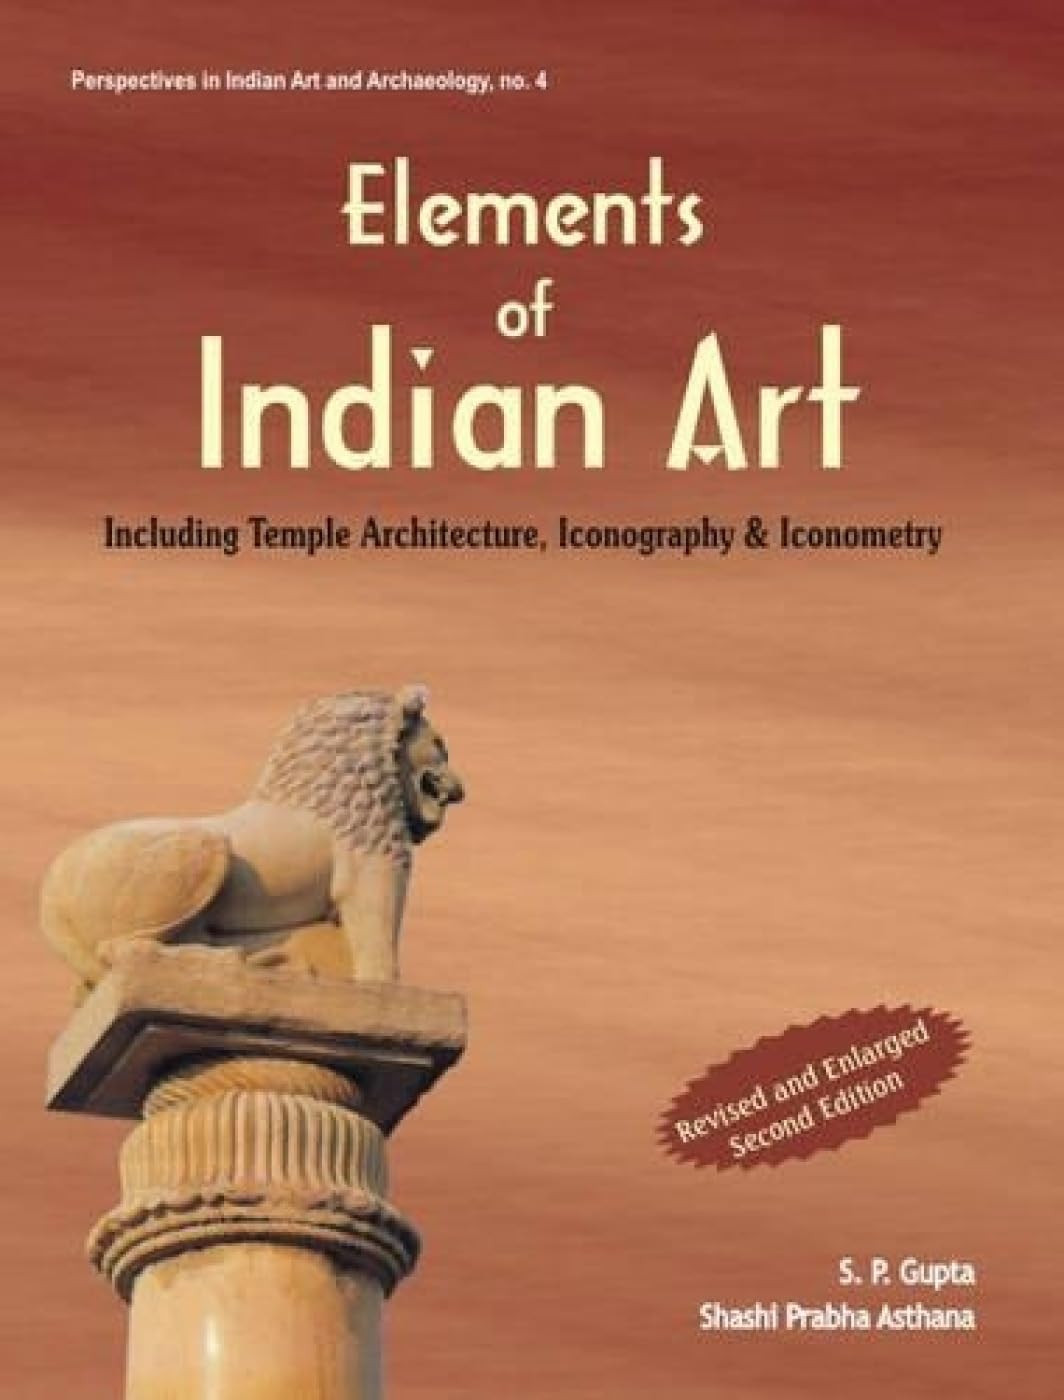 Perspectives in Indian Art and Archaeology, no. 4
Elements
of
Indian Art
Including Temple Architecture, Iconography & Iconometry
Revised and Enlarged
Second Edition
S. P. Gupta
Shashi Prabha Asthana